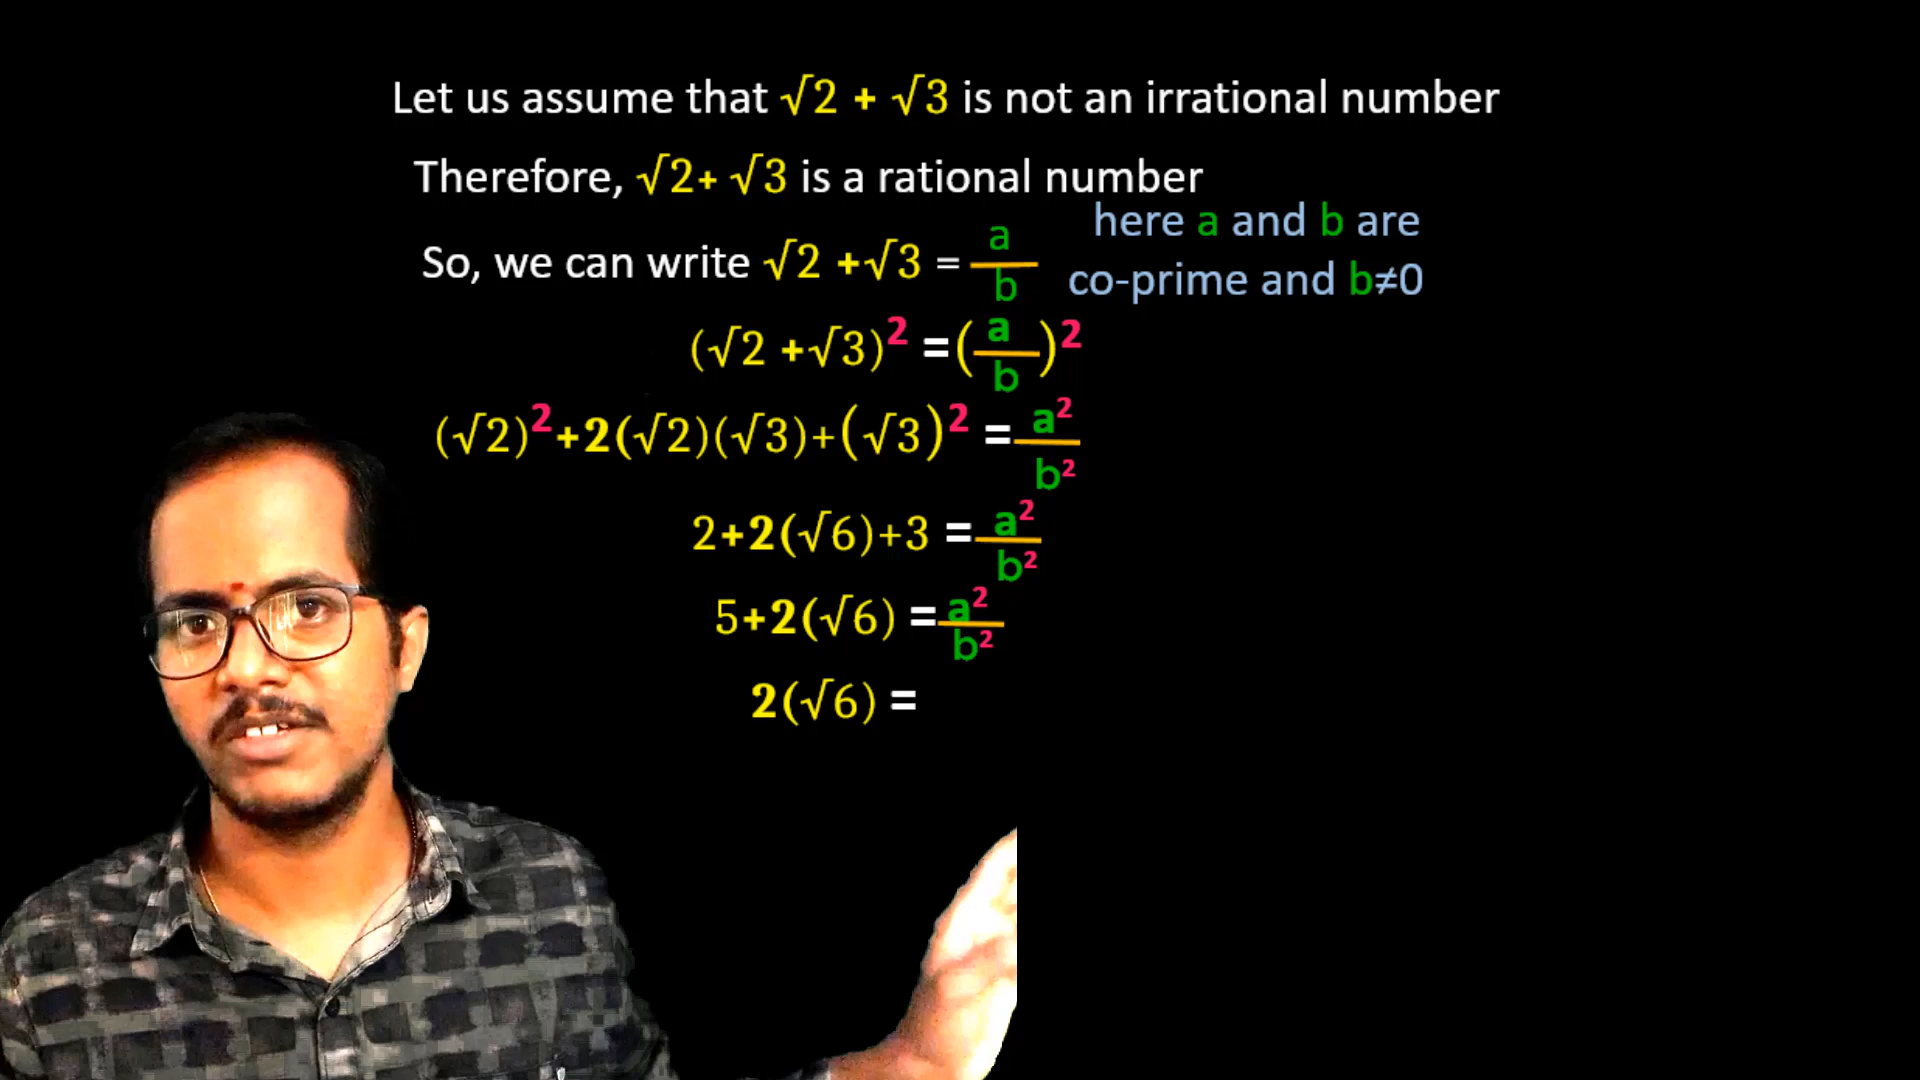 Let us assume that √2 + √3 is not an irrational number
Therefore, √2+ √3 is a rational number
here a and b are
co-prime and b≠0
So, we can write √2 +√3 = a/b
(√2 +√3)² =(a/b)²
(√2)²+2(√2)(√3)+(√3)² = a²/b²
2+2(√6)+3 = a²/b²
5+2(√6) = a²/b²
2(√6) =